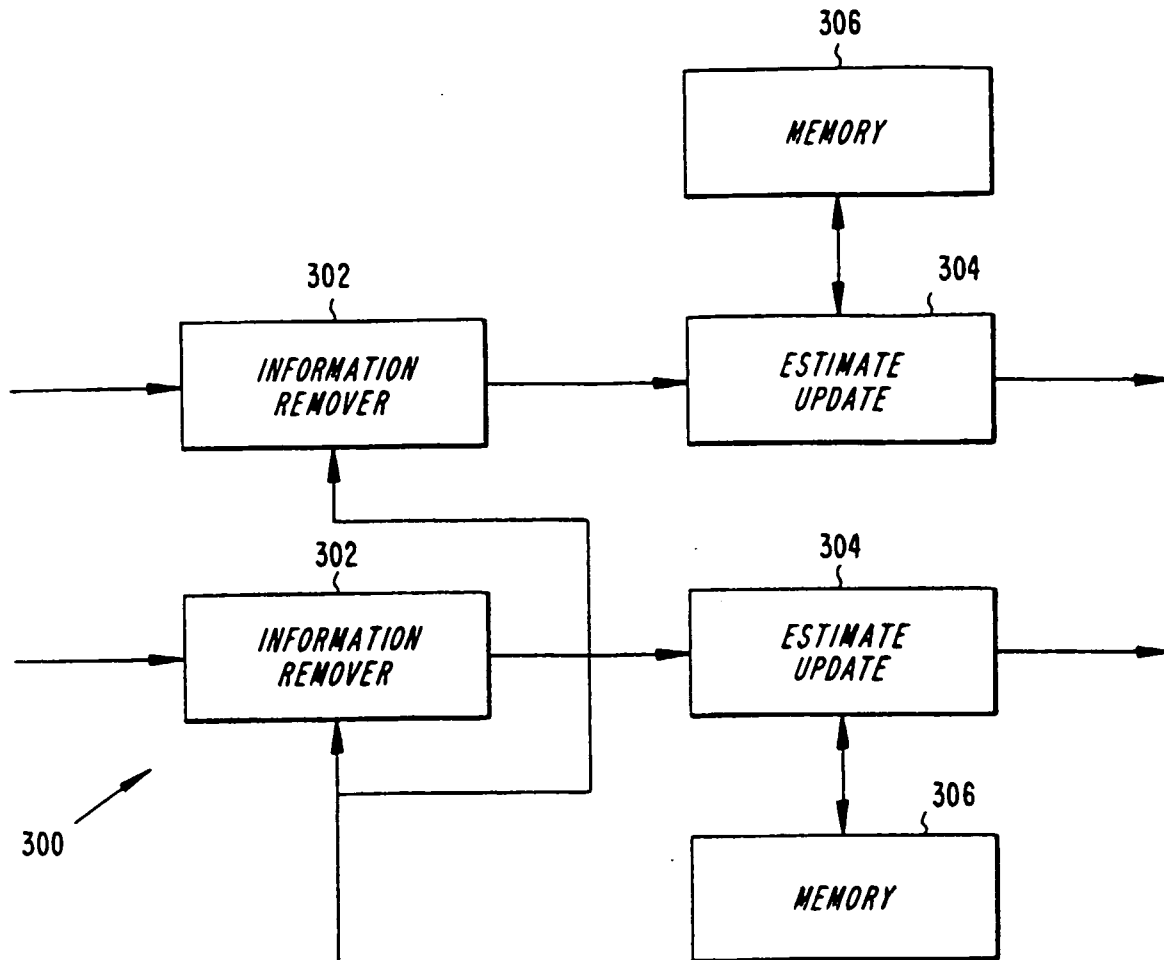 306
MEMORY
302
304
INFORMATION
REMOVER
ESTIMATE
UPDATE
302
304
INFORMATION
REMOVER
ESTIMATE
UPDATE
300
306
MEMORY